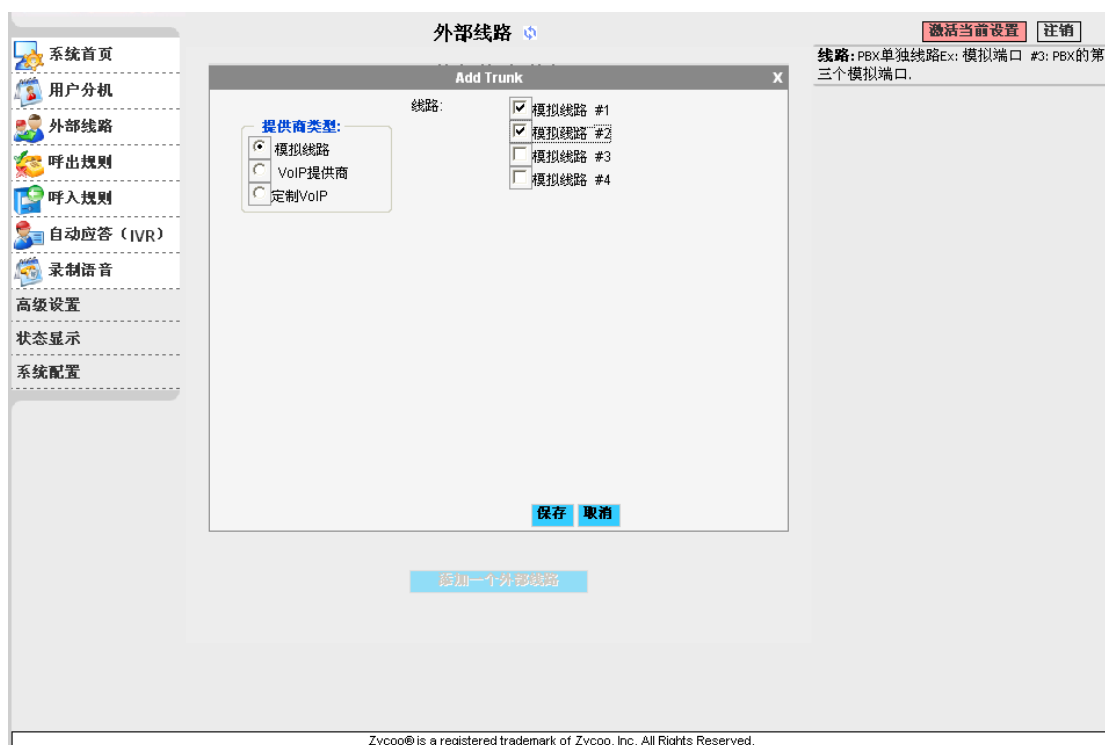 外部线路
激活当前设置 注销
线路: PBX单独线路Ex: 模拟端口 #3: PBX的第
三个模拟端口.
系统首页
用户分机
外部线路
呼出规则
呼入规则
自动应答（IVR）
录制语音
高级设置
状态显示
系统配置
Add Trunk X
提供商类型:
模拟线路
VoIP提供商
定制VoIP
线路:
模拟线路 #1
模拟线路 #2
模拟线路 #3
模拟线路 #4
保存 取消
添加一个外部线路
Zycoo® is a registered trademark of Zycoo, Inc. All Rights Reserved.